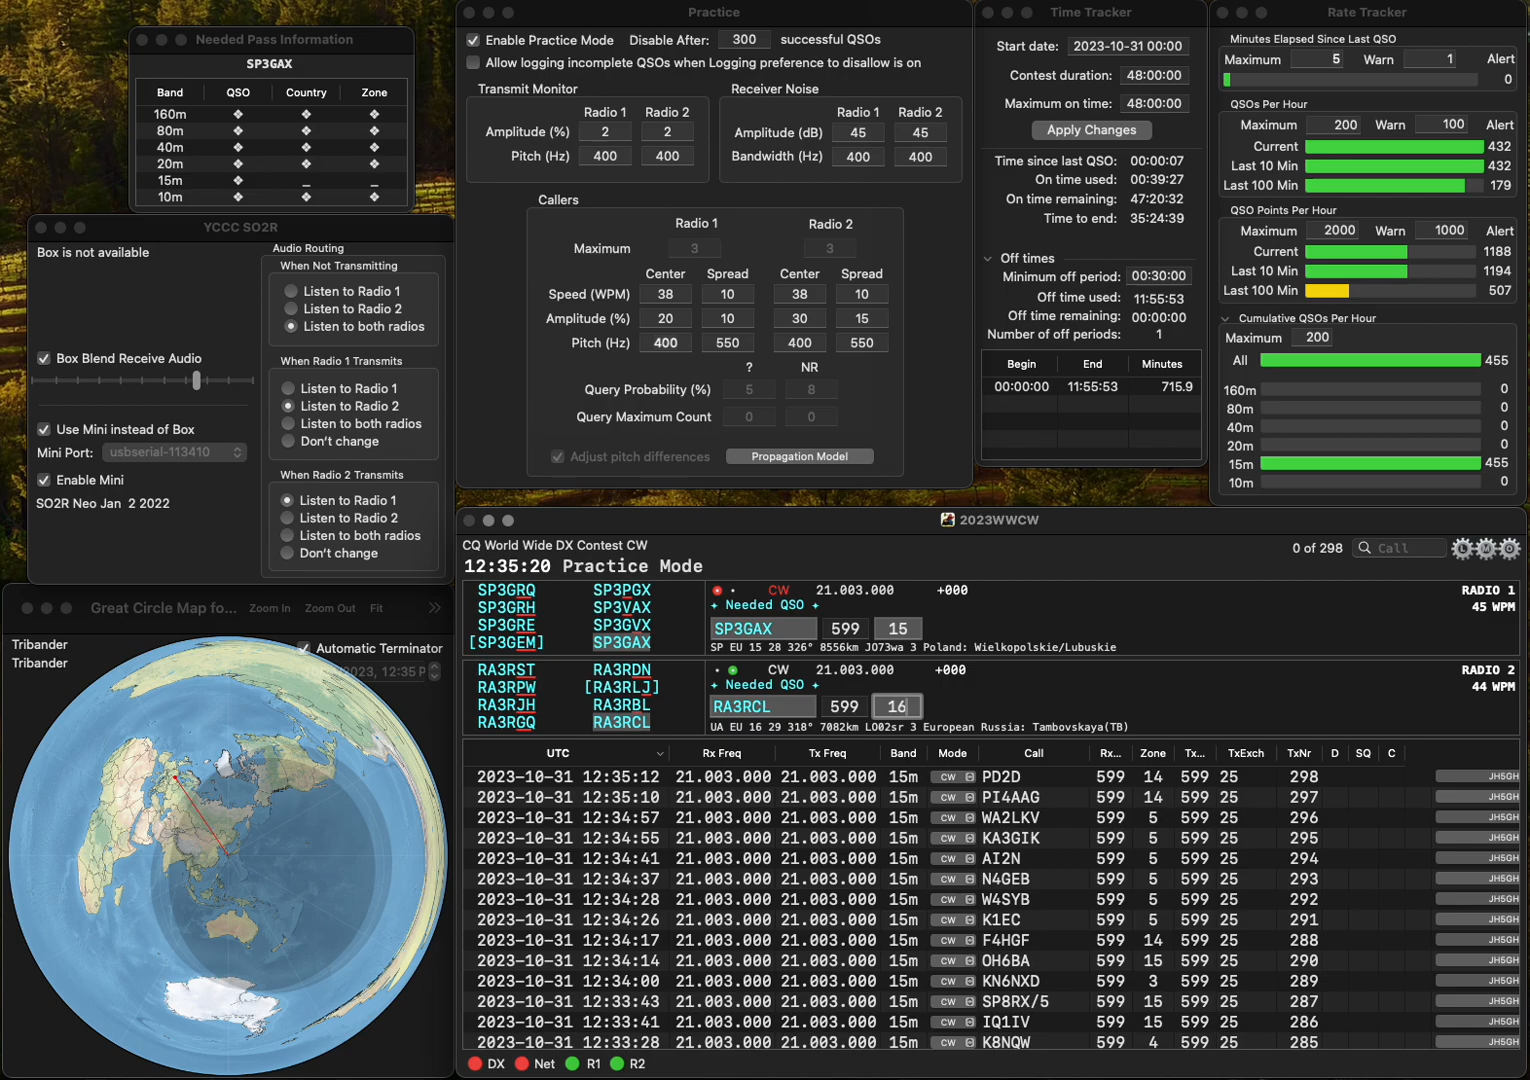 Needed Pass Information
SP3GAX
Band QSO Country Zone
160m ❖ ❖ ❖
80m ❖ ❖ ❖
40m ❖ ❖ ❖
20m ❖ ❖ ❖
15m ❖ _ _
10m ❖ ❖ ❖
YCCC SO2R
Box is not available
Box Blend Receive Audio
Use Mini instead of Box
Mini Port: usbserial-113410
Enable Mini
SO2R Neo Jan 2 2022
Audio Routing
When Not Transmitting
Listen to Radio 1
Listen to Radio 2
Listen to both radios
When Radio 1 Transmits
Listen to Radio 1
Listen to Radio 2
Listen to both radios
Don't change
When Radio 2 Transmits
Listen to Radio 1
Listen to Radio 2
Listen to both radios
Don't change
Great Circle Map fo... Zoom In Zoom Out Fit
Tribander
Tribander
Automatic Terminator
2023, 12:35 P
Practice
Enable Practice Mode Disable After: 300 successful QSOs
Allow logging incomplete QSOs when Logging preference to disallow is on
Transmit Monitor
Radio 1 Radio 2
Amplitude (%) 2 2
Pitch (Hz) 400 400
Receiver Noise
Radio 1 Radio 2
Amplitude (dB) 45 45
Bandwidth (Hz) 400 400
Callers
Radio 1 Radio 2
Maximum 3 3
Center Spread Center Spread
Speed (WPM) 38 10 38 10
Amplitude (%) 20 10 30 15
Pitch (Hz) 400 550 400 550
? NR
Query Probability (%) 5 8
Query Maximum Count 0 0
Adjust pitch differences Propagation Model
Time Tracker
Start date: 2023-10-31 00:00
Contest duration: 48:00:00
Maximum on time: 48:00:00
Apply Changes
Time since last QSO: 00:00:07
On time used: 00:39:27
On time remaining: 47:20:32
Time to end: 35:24:39
Off times
Minimum off period: 00:30:00
Off time used: 11:55:53
Off time remaining: 00:00:00
Number of off periods: 1
Begin End Minutes
00:00:00 11:55:53 715.9
Rate Tracker
Minutes Elapsed Since Last QSO
Maximum 5 Warn 1 Alert
0
QSOs Per Hour
Maximum 200 Warn 100 Alert
Current 432
Last 10 Min 432
Last 100 Min 179
QSO Points Per Hour
Maximum 2000 Warn 1000 Alert
Current 1188
Last 10 Min 1194
Last 100 Min 507
Cumulative QSOs Per Hour
Maximum 200
All 455
160m 0
80m 0
40m 0
20m 0
15m 455
10m 0
2023WWCW
CQ World Wide DX Contest CW
0 of 298 Call L M O
12:35:20 Practice Mode
SP3GRQ SP3PGX
SP3GRH SP3VAX
SP3GRE SP3GVX
[SP3GEM] SP3GAX
CW 21.003.000 +000 RADIO 1
✦ Needed QSO ✦ 45 WPM
SP3GAX 599 15
SP EU 15 28 326° 8556km JO73wa 3 Poland: Wielkopolskie/Lubuskie
RA3RST RA3RDN
RA3RPW [RA3RLJ]
RA3RJH RA3RBL
RA3RGQ RA3RCL
CW 21.003.000 +000 RADIO 2
✦ Needed QSO ✦ 44 WPM
RA3RCL 599 16
UA EU 16 29 318° 7082km LO02sr 3 European Russia: Tambovskaya(TB)
UTC Rx Freq Tx Freq Band Mode Call Rx... Zone Tx... TxExch TxNr D SQ C
2023-10-31 12:35:12 21.003.000 21.003.000 15m CW PD2D 599 14 599 25 298 JH5GH
2023-10-31 12:35:10 21.003.000 21.003.000 15m CW PI4AAG 599 14 599 25 297 JH5GH
2023-10-31 12:34:57 21.003.000 21.003.000 15m CW WA2LKV 599 5 599 25 296 JH5GH
2023-10-31 12:34:55 21.003.000 21.003.000 15m CW KA3GIK 599 5 599 25 295 JH5GH
2023-10-31 12:34:41 21.003.000 21.003.000 15m CW AI2N 599 5 599 25 294 JH5GH
2023-10-31 12:34:37 21.003.000 21.003.000 15m CW N4GEB 599 5 599 25 293 JH5GH
2023-10-31 12:34:28 21.003.000 21.003.000 15m CW W4SYB 599 5 599 25 292 JH5GH
2023-10-31 12:34:26 21.003.000 21.003.000 15m CW K1EC 599 5 599 25 291 JH5GH
2023-10-31 12:34:17 21.003.000 21.003.000 15m CW F4HGF 599 14 599 25 288 JH5GH
2023-10-31 12:34:14 21.003.000 21.003.000 15m CW OH6BA 599 15 599 25 290 JH5GH
2023-10-31 12:34:00 21.003.000 21.003.000 15m CW KN6NXD 599 3 599 25 289 JH5GH
2023-10-31 12:33:43 21.003.000 21.003.000 15m CW SP8RX/5 599 15 599 25 287 JH5GH
2023-10-31 12:33:41 21.003.000 21.003.000 15m CW IQ1IV 599 15 599 25 286 JH5GH
2023-10-31 12:33:28 21.003.000 21.003.000 15m CW K8NQW 599 4 599 25 285 JH5GH
DX Net R1 R2